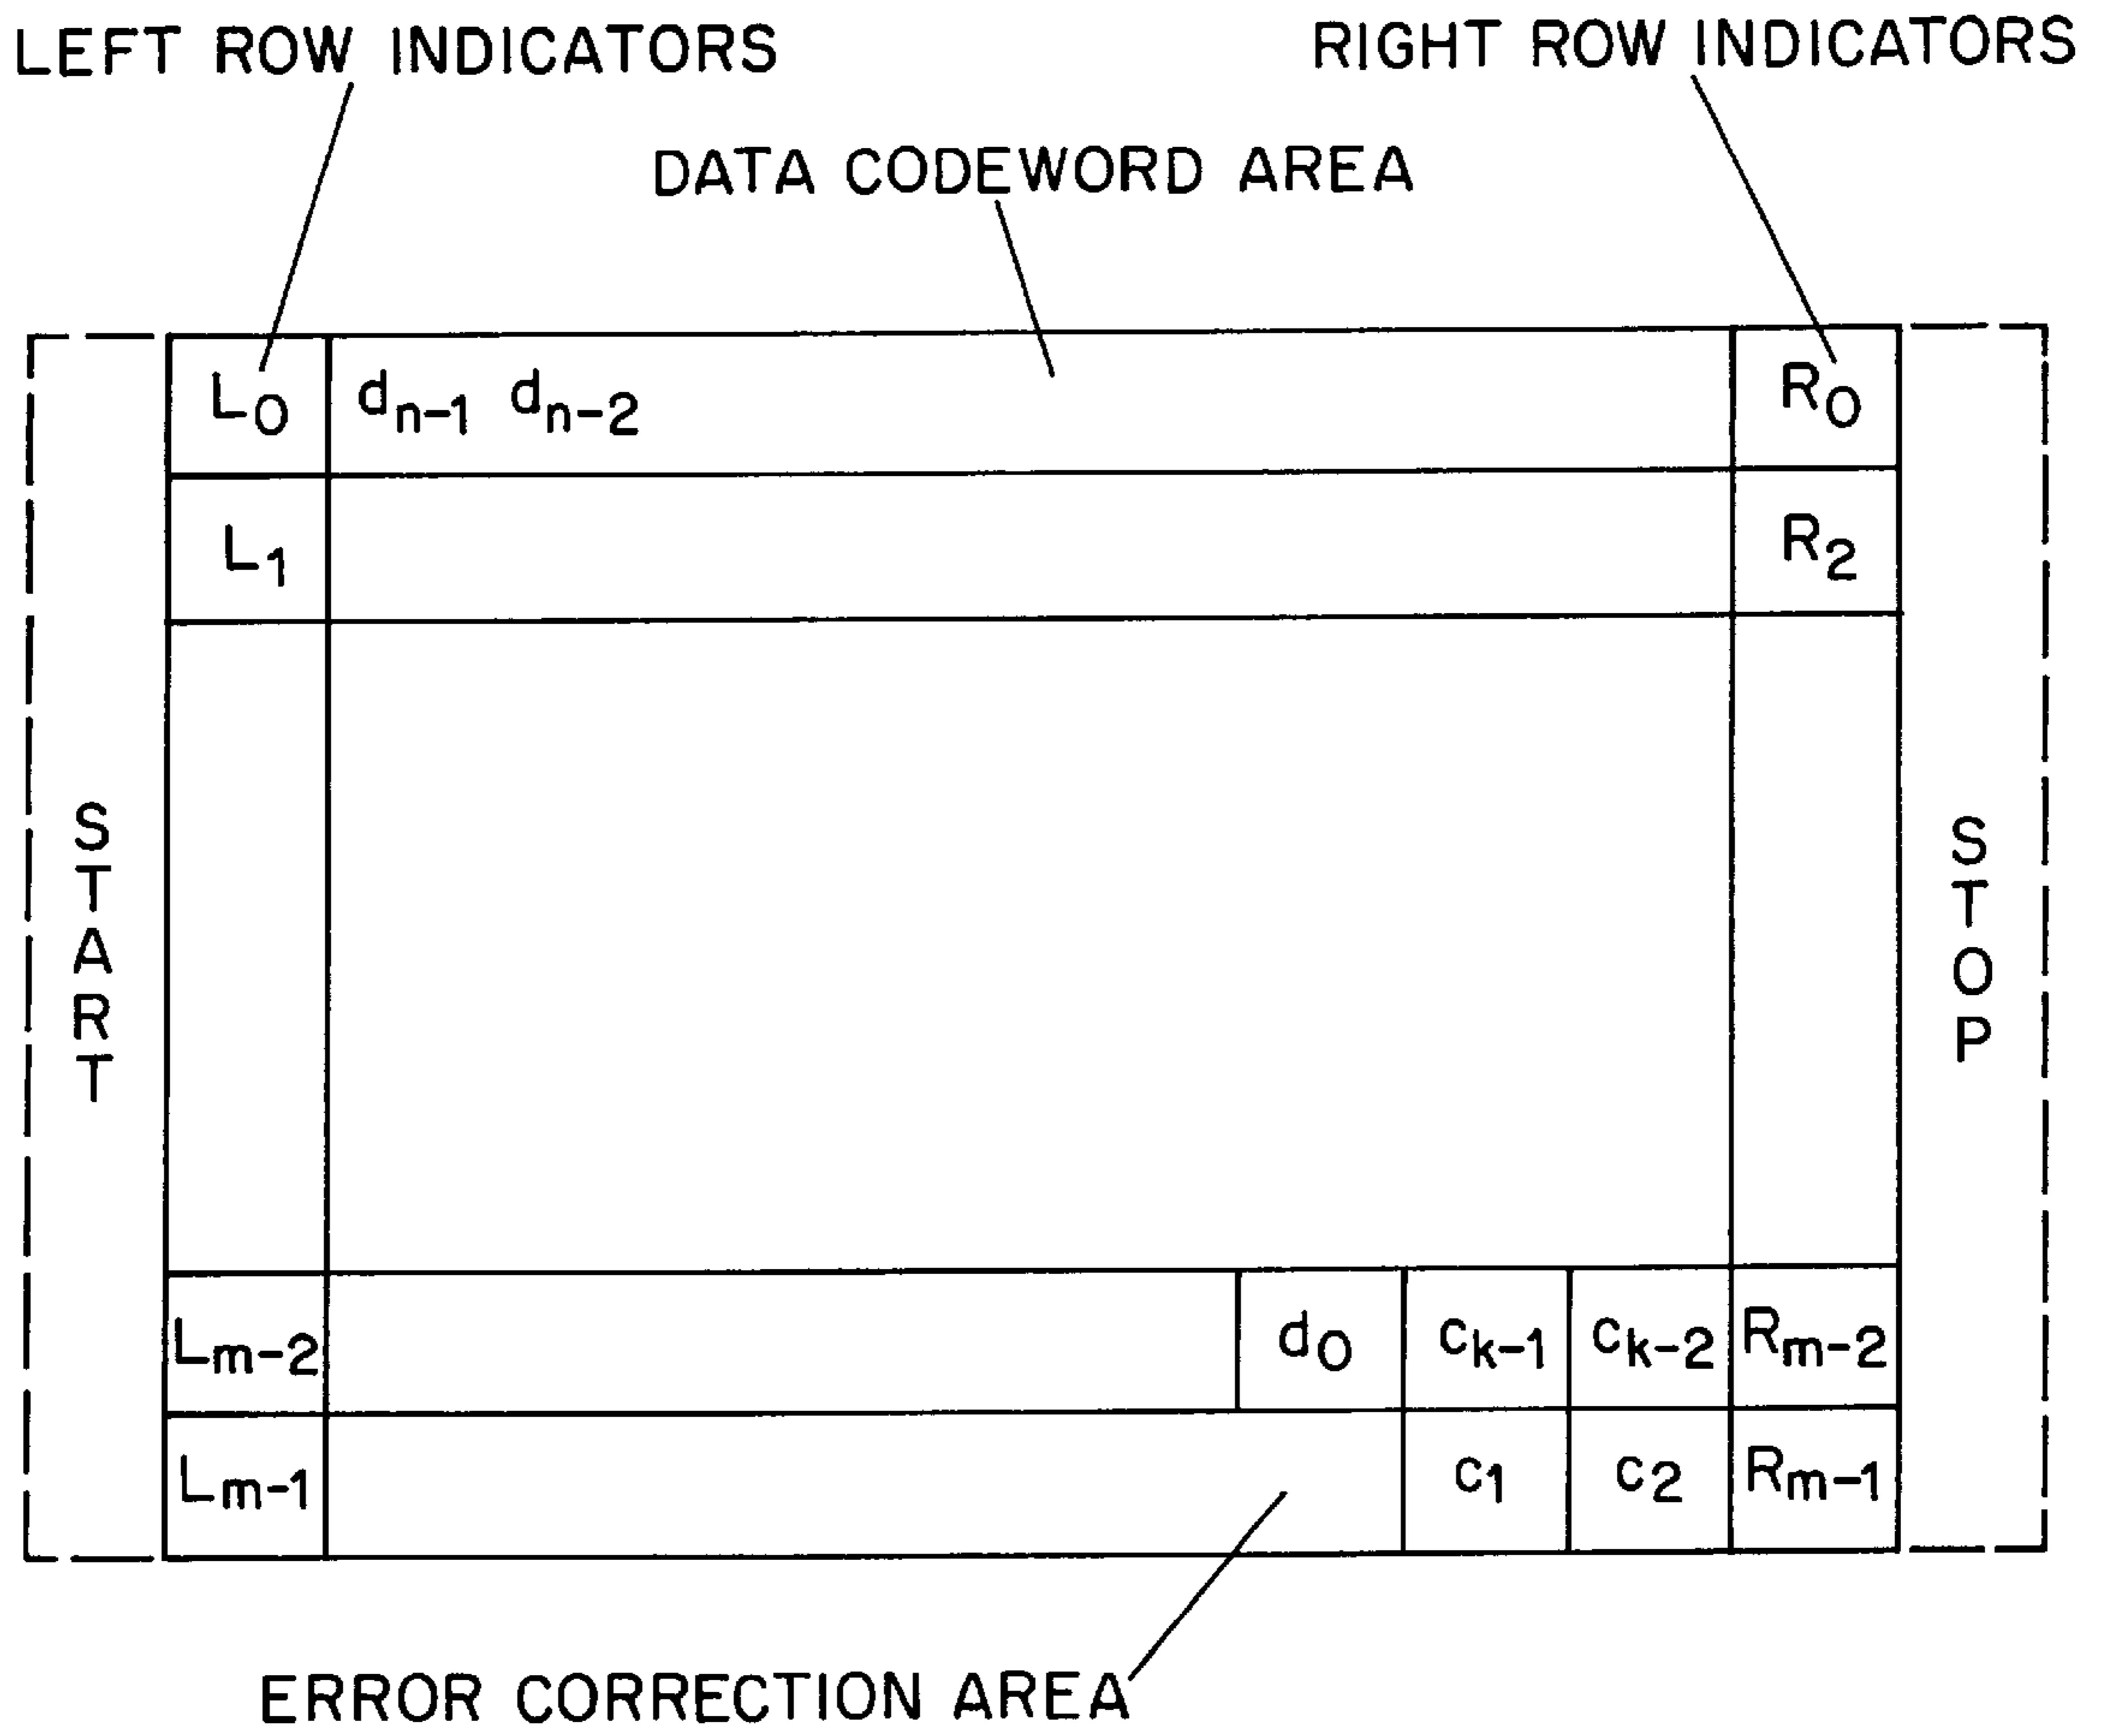 LEFT ROW INDICATORS
RIGHT ROW INDICATORS
DATA CODEWORD AREA
L0 dn-1 dn-2 R0
L1 R2
START
STOP
Lm-2 d0 ck-1 ck-2 Rm-2
Lm-1 c1 c2 Rm-1
ERROR CORRECTION AREA